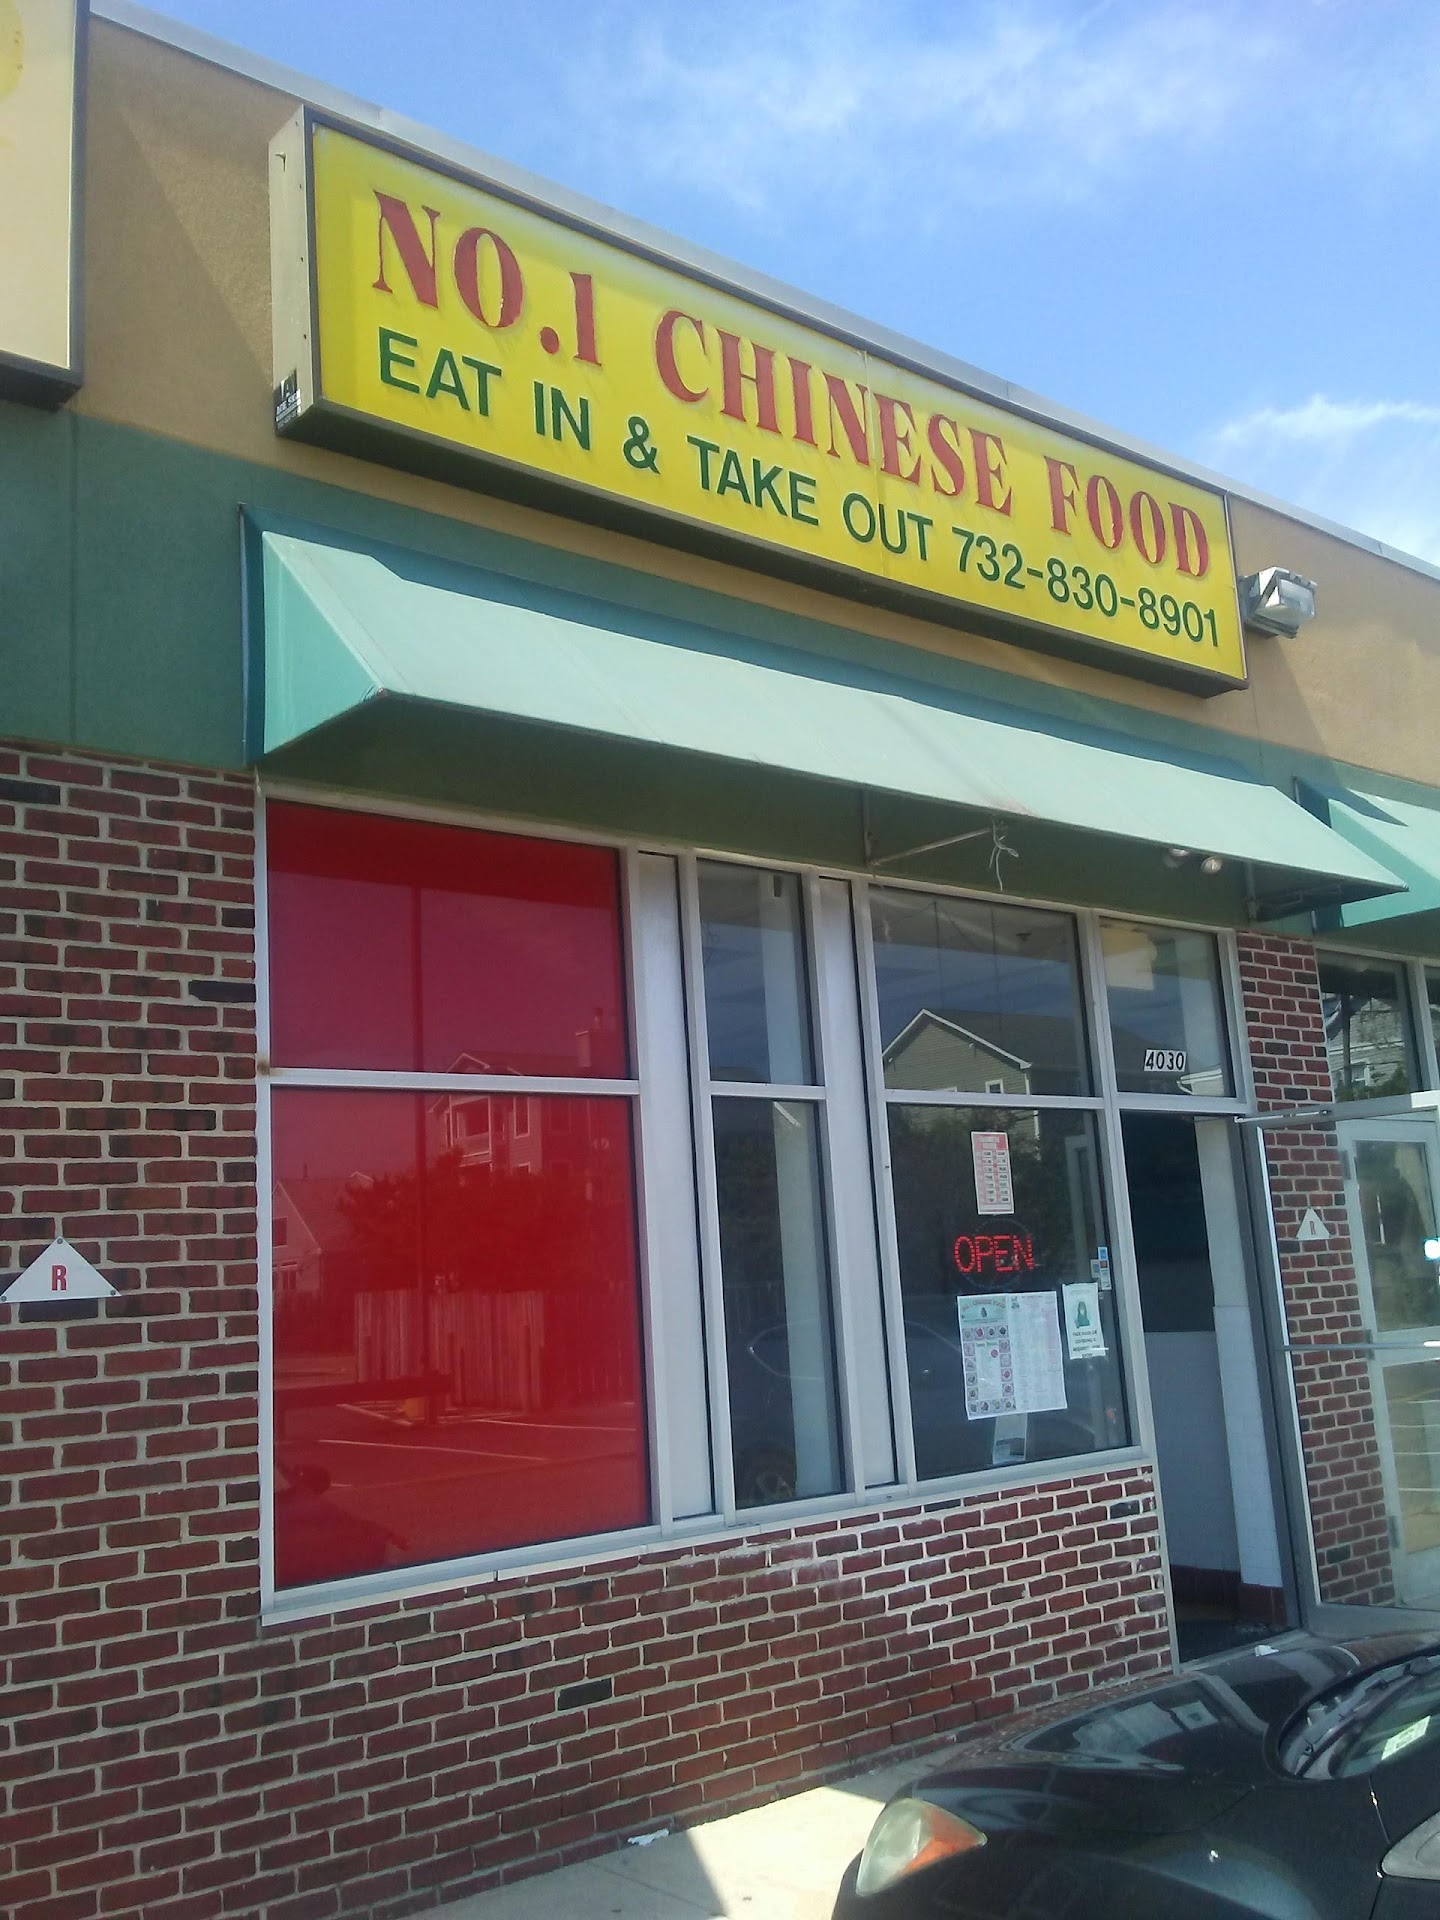 NO.1 CHINESE FOOD
EAT IN & TAKE OUT 732-830-8901
4030
OPEN
R
R